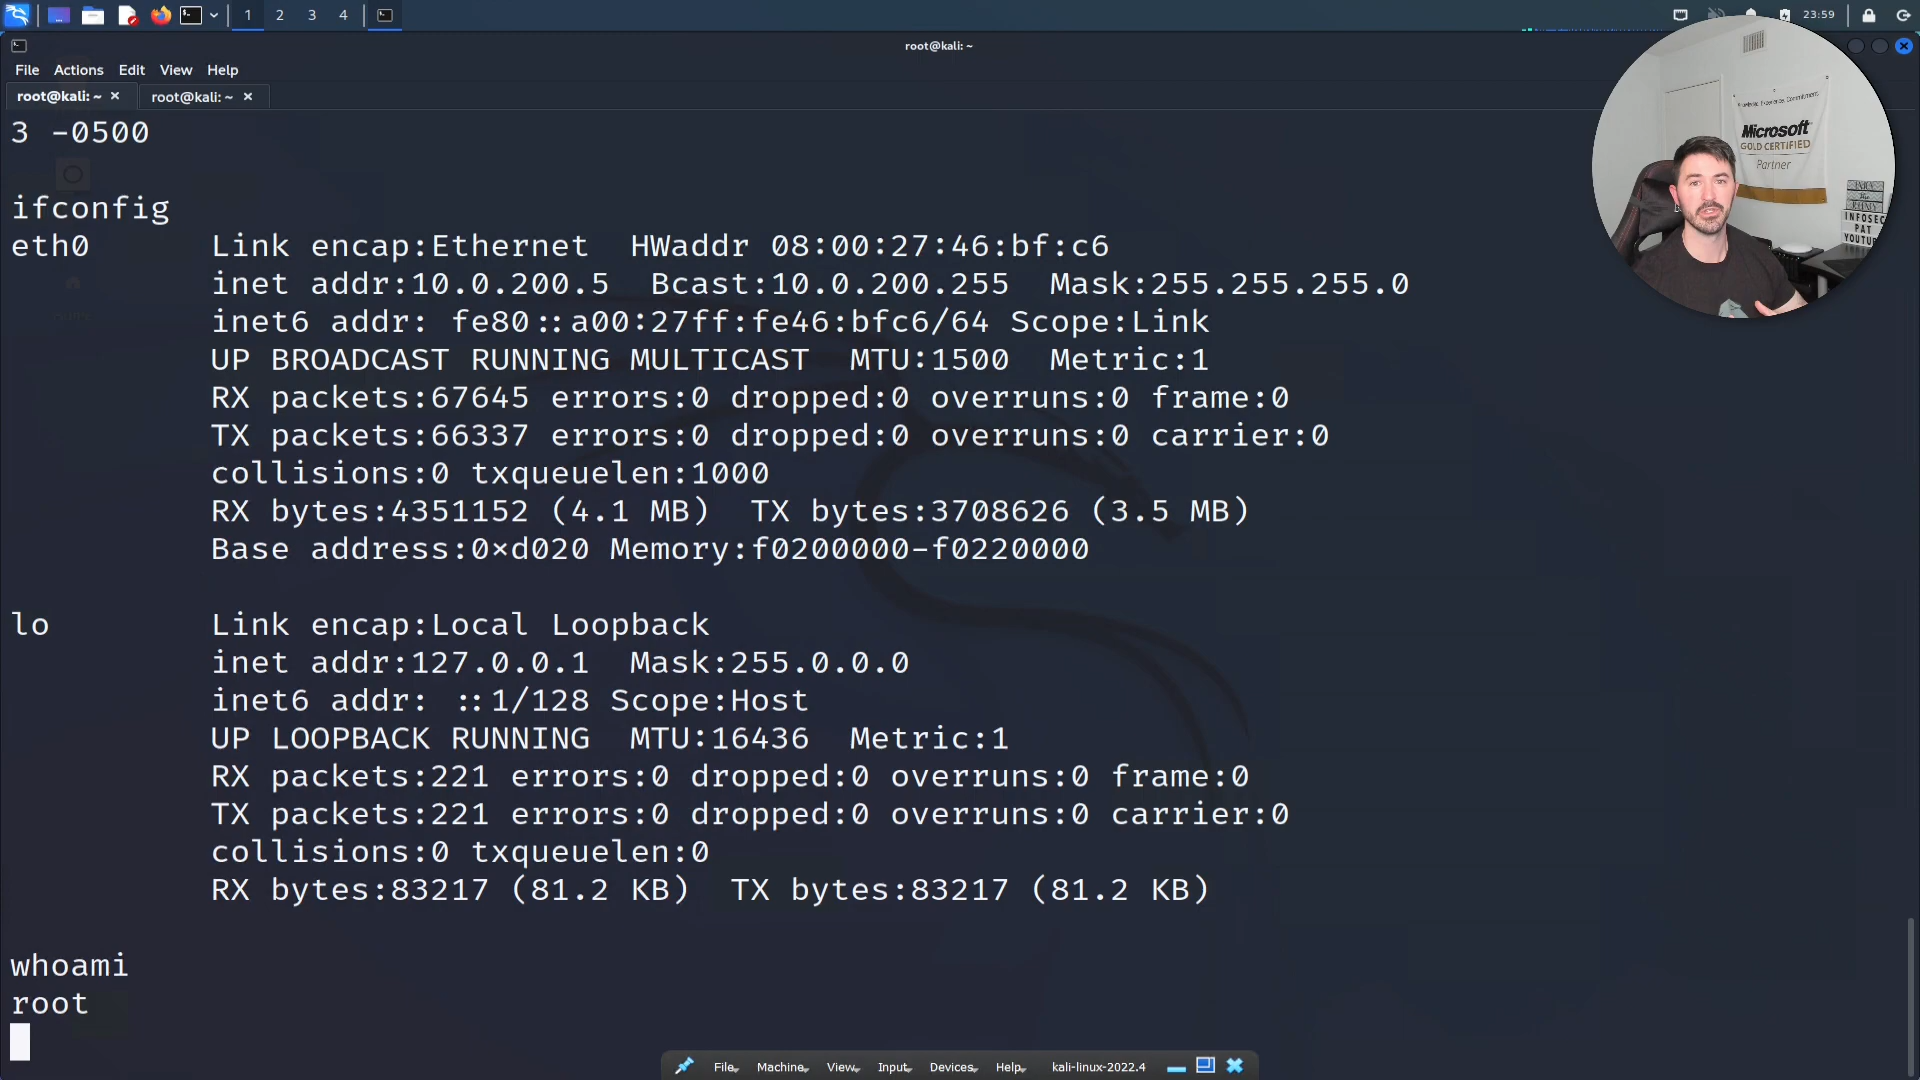 1 2 3 4
23:59
root@kali: ~
File Actions Edit View Help
root@kali: ~ × root@kali: ~ ×
3 -0500
ifconfig
eth0 Link encap:Ethernet HWaddr 08:00:27:46:bf:c6
inet addr:10.0.200.5 Bcast:10.0.200.255 Mask:255.255.255.0
inet6 addr: fe80::a00:27ff:fe46:bfc6/64 Scope:Link
UP BROADCAST RUNNING MULTICAST MTU:1500 Metric:1
RX packets:67645 errors:0 dropped:0 overruns:0 frame:0
TX packets:66337 errors:0 dropped:0 overruns:0 carrier:0
collisions:0 txqueuelen:1000
RX bytes:4351152 (4.1 MB) TX bytes:3708626 (3.5 MB)
Base address:0×d020 Memory:f0200000-f0220000
lo Link encap:Local Loopback
inet addr:127.0.0.1 Mask:255.0.0.0
inet6 addr: ::1/128 Scope:Host
UP LOOPBACK RUNNING MTU:16436 Metric:1
RX packets:221 errors:0 dropped:0 overruns:0 frame:0
TX packets:221 errors:0 dropped:0 overruns:0 carrier:0
collisions:0 txqueuelen:0
RX bytes:83217 (81.2 KB) TX bytes:83217 (81.2 KB)
whoami
root
File Machine View Input Devices Help kali-linux-2022.4
Commitment
Microsoft
GOLD CERTIFIED
Partner
INFOSEC
PAT
YOUTU